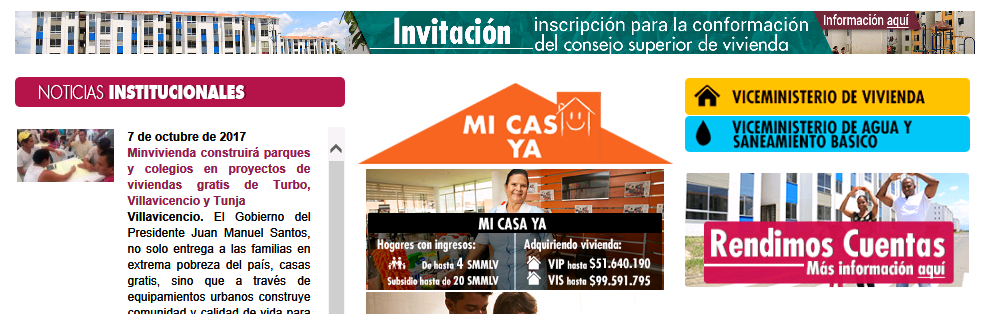 Invitación inscripción para la conformación
del consejo superior de vivienda
Información aquí
NOTICIAS INSTITUCIONALES
7 de octubre de 2017
Minvivienda construirá parques
y colegios en proyectos de
viviendas gratis de Turbo,
Villavicencio y Tunja
Villavicencio. El Gobierno del
Presidente Juan Manuel Santos,
no solo entrega a las familias en
extrema pobreza del país, casas
gratis, sino que a través de
equipamientos urbanos construye
comunidad y calidad de vida para
MI CAS
YA
MI CASA YA
Hogares con ingresos:
De hasta 4 SMMLV
Subsidio hasta de 20 SMMLV
Adquiriendo vivienda:
VIP hasta $51.640.190
VIS hasta $99.591.795
VICEMINISTERIO DE VIVIENDA
VICEMINISTERIO DE AGUA Y
SANEAMIENTO BASICO
Rendimos Cuentas
Más información aquí